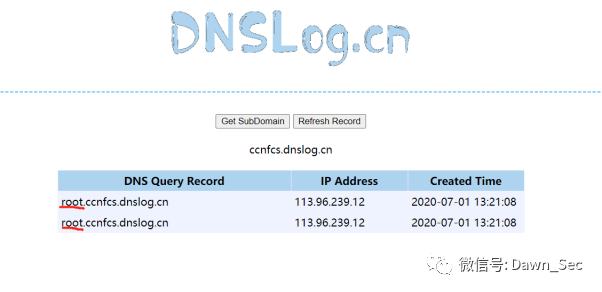 DNSLog.cn
Get SubDomain Refresh Record
ccnfcs.dnslog.cn
DNS Query Record IP Address Created Time
root.ccnfcs.dnslog.cn 113.96.239.12 2020-07-01 13:21:08
root.ccnfcs.dnslog.cn 113.96.239.12 2020-07-01 13:21:08
微信号: Dawn_Sec